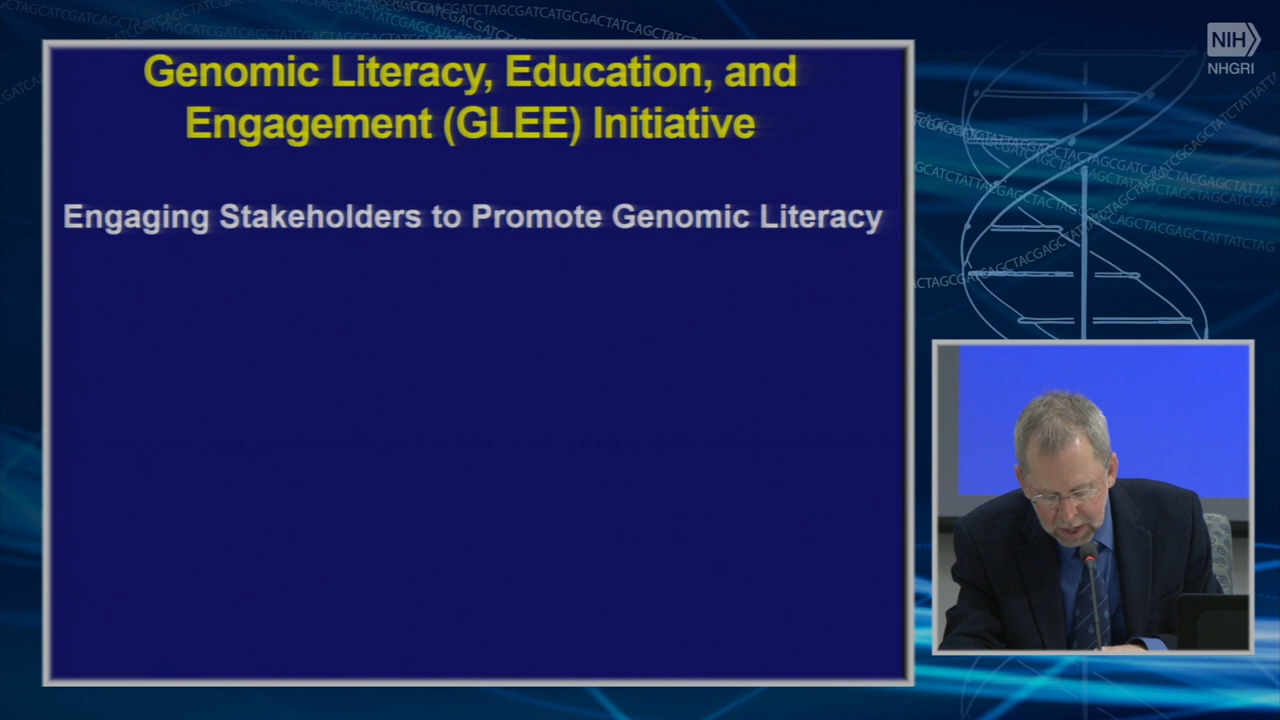 NIH
NHGRI
Genomic Literacy, Education, and
Engagement (GLEE) Initiative
Engaging Stakeholders to Promote Genomic Literacy